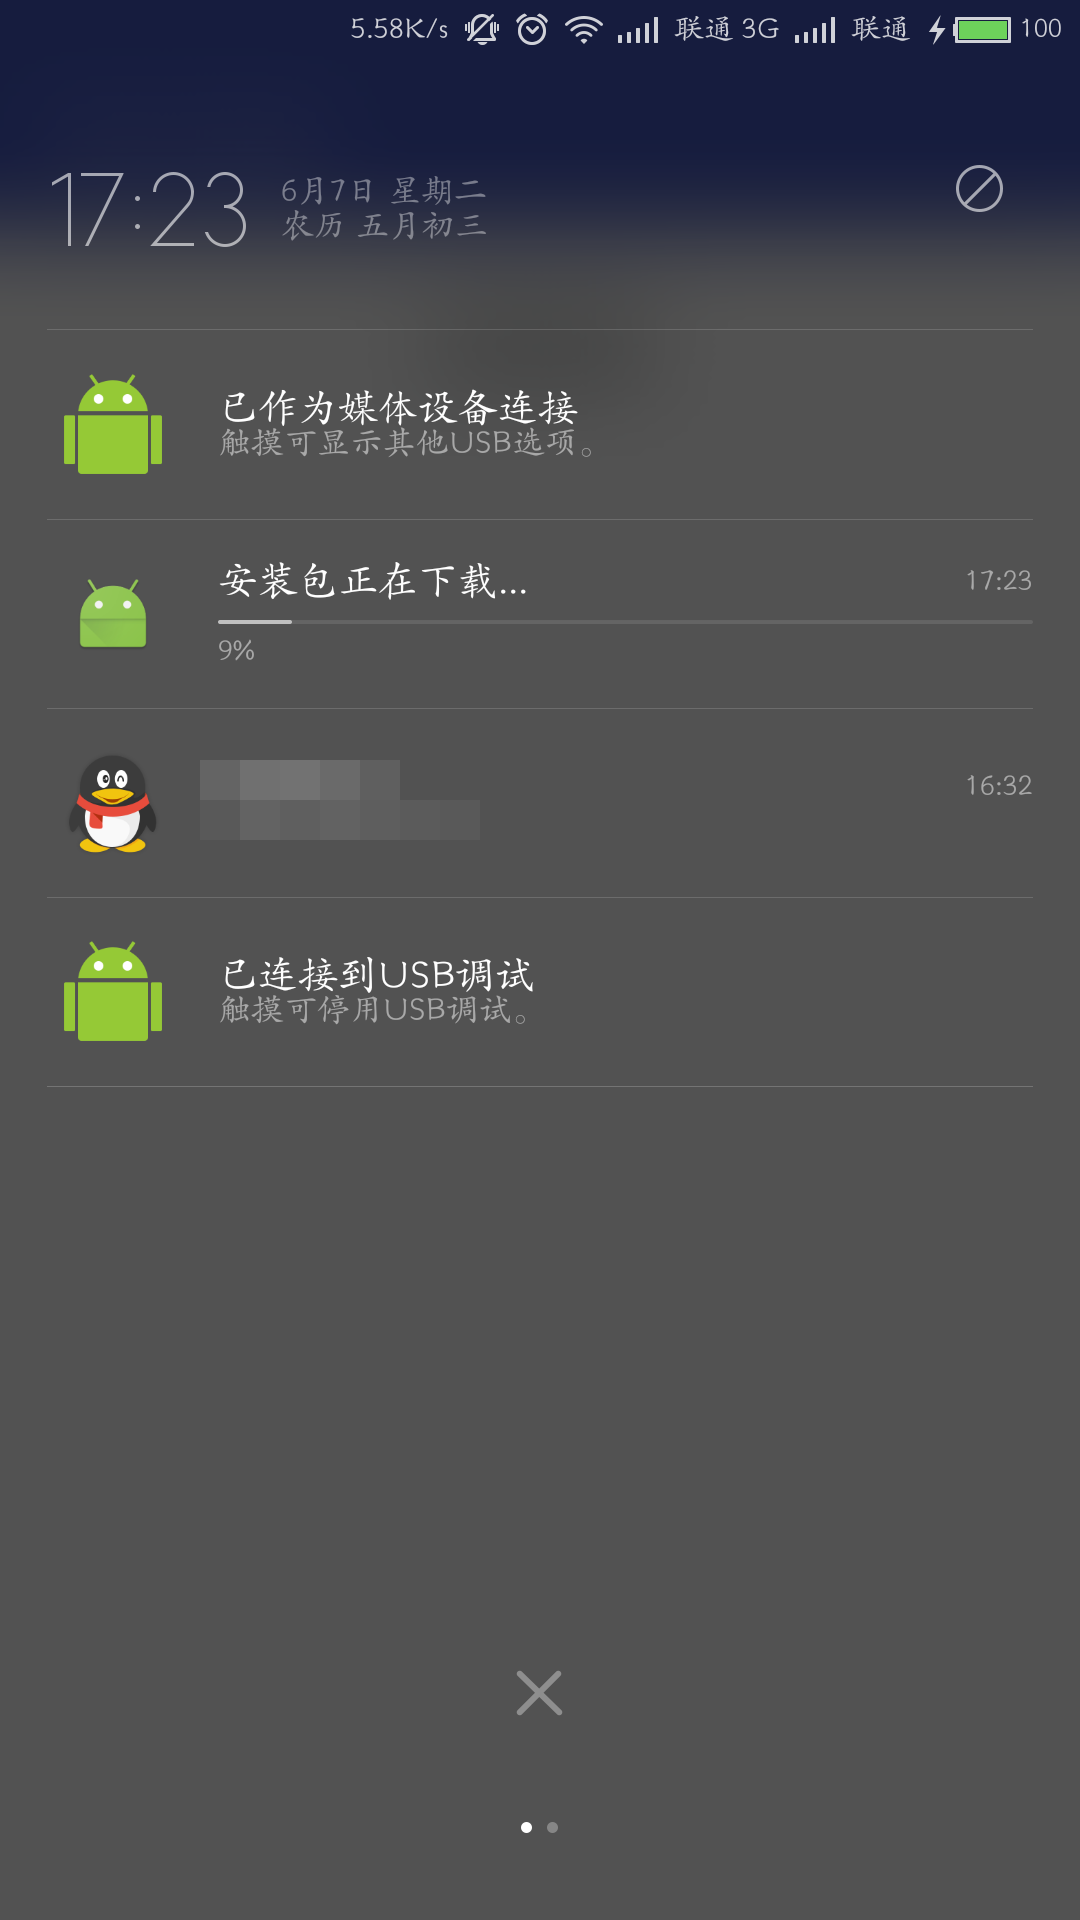 5.58K/s 联通 3G 联通 100
17:23
6月7日 星期二
农历 五月初三
已作为媒体设备连接
触摸可显示其他USB选项。
安装包正在下载... 17:23
9%
16:32
已连接到USB调试
触摸可停用USB调试。